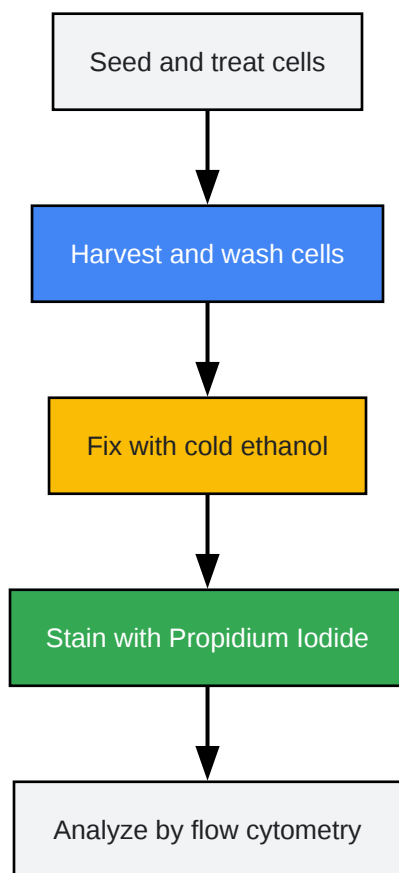 Seed and treat cells
Harvest and wash cells
Fix with cold ethanol
Stain with Propidium Iodide
Analyze by flow cytometry